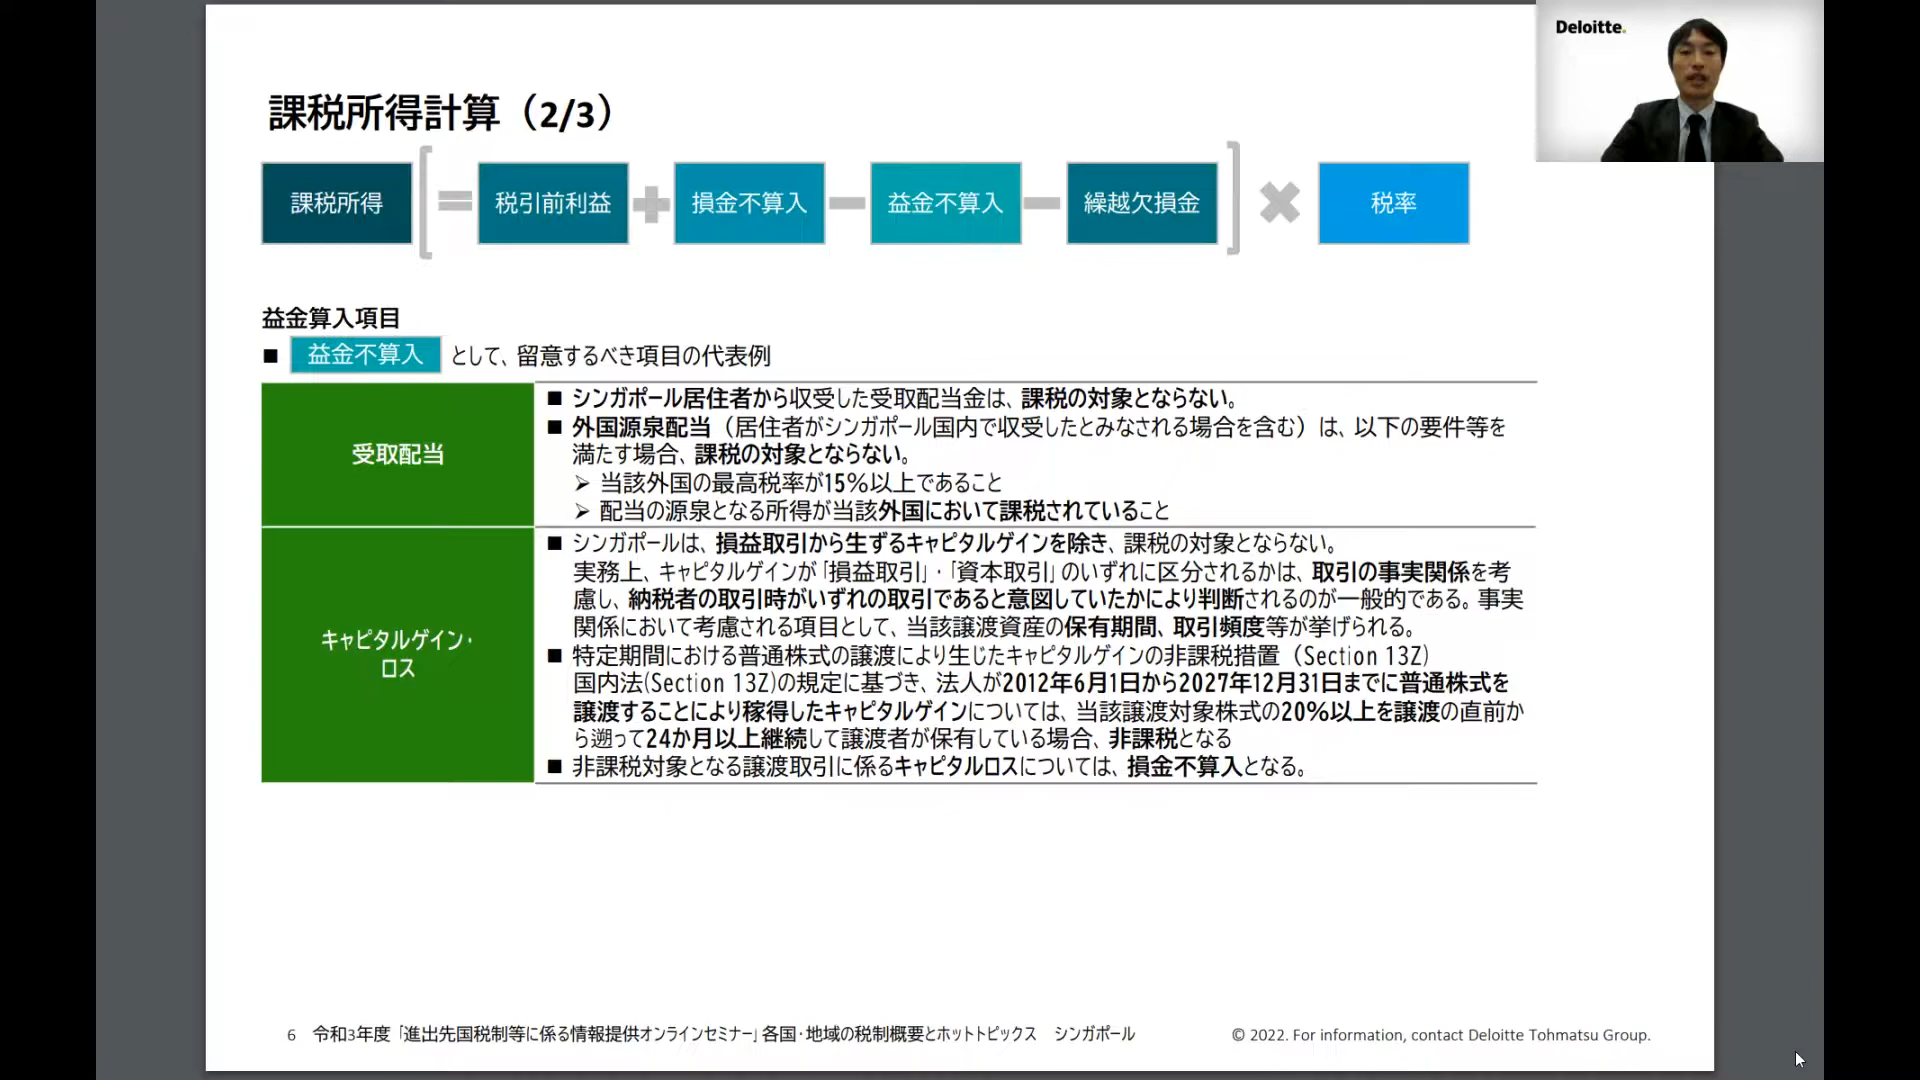 Deloitte.
課税所得計算（2/3）
課税所得
税引前利益
損金不算入
益金不算入
繰越欠損金
税率
益金算入項目
■ 益金不算入 として、留意するべき項目の代表例
受取配当
■ シンガポール居住者から収受した受取配当金は、課税の対象とならない。
■ 外国源泉配当（居住者がシンガポール国内で収受したとみなされる場合を含む）は、以下の要件等を
満たす場合、課税の対象とならない。
➢ 当該外国の最高税率が15％以上であること
➢ 配当の源泉となる所得が当該外国において課税されていること
キャピタルゲイン・
ロス
■ シンガポールは、損益取引から生ずるキャピタルゲインを除き、課税の対象とならない。
実務上、キャピタルゲインが「損益取引」・「資本取引」のいずれに区分されるかは、取引の事実関係を考
慮し、納税者の取引時がいずれの取引であると意図していたかにより判断されるのが一般的である。事実
関係において考慮される項目として、当該譲渡資産の保有期間、取引頻度等が挙げられる。
■ 特定期間における普通株式の譲渡により生じたキャピタルゲインの非課税措置（Section 13Z)
国内法(Section 13Z)の規定に基づき、法人が2012年6月1日から2027年12月31日までに普通株式を
譲渡することにより稼得したキャピタルゲインについては、当該譲渡対象株式の20％以上を譲渡の直前か
ら遡って24か月以上継続して譲渡者が保有している場合、非課税となる
■ 非課税対象となる譲渡取引に係るキャピタルロスについては、損金不算入となる。
6 令和3年度「進出先国税制等に係る情報提供オンラインセミナー」各国・地域の税制概要とホットトピックス シンガポール
© 2022. For information, contact Deloitte Tohmatsu Group.